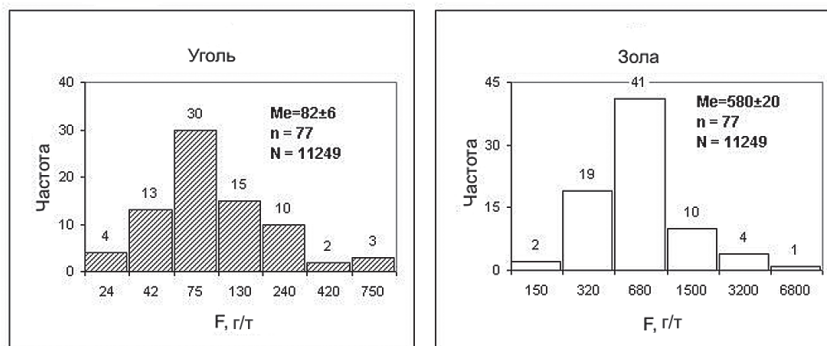 Уголь
Частота
40
30
20
10
0
4
13
30
15
10
2
3
Me=82±6
n = 77
N = 11249
24 42 75 130 240 420 750
F, г/т
Зола
Частота
45
30
15
0
2
19
41
10
4
1
Me=580±20
n = 77
N = 11249
150 320 680 1500 3200 6800
F, г/т